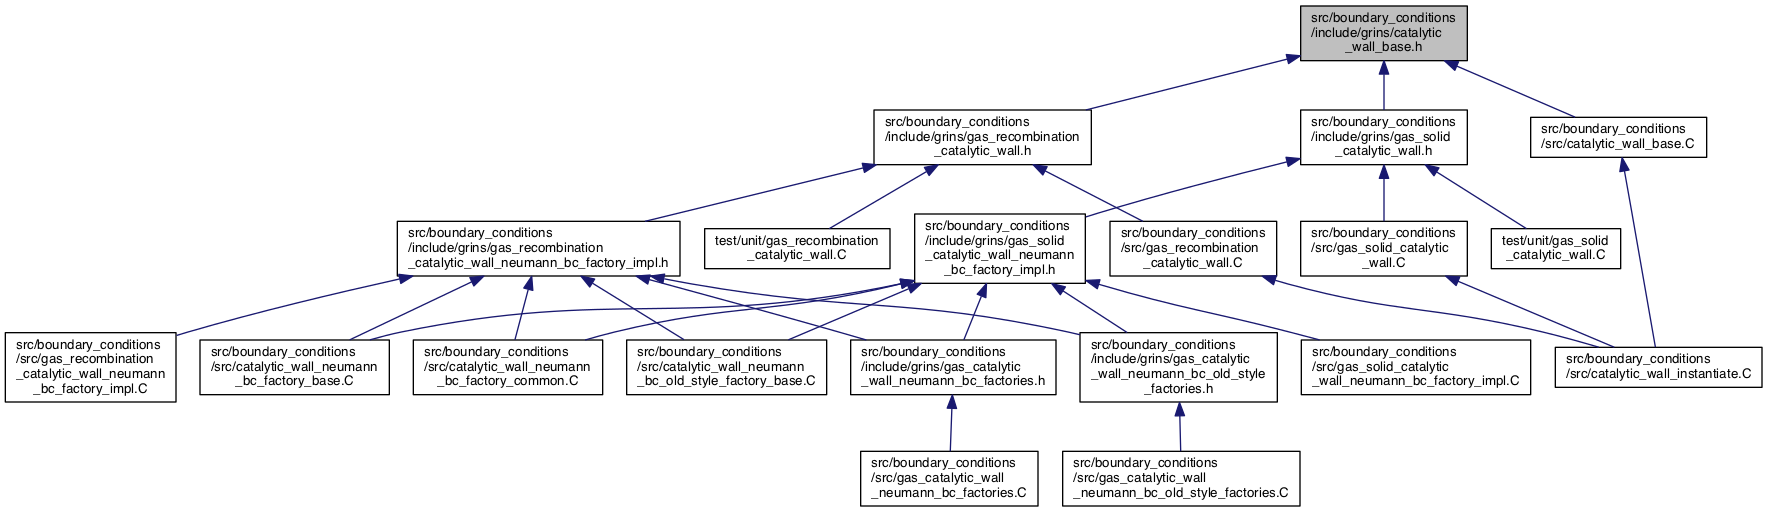 src/boundary_conditions
/include/grins/catalytic
_wall_base.h
src/boundary_conditions
/include/grins/gas_recombination
_catalytic_wall.h
src/boundary_conditions
/include/grins/gas_solid
_catalytic_wall.h
src/boundary_conditions
/src/catalytic_wall_base.C
src/boundary_conditions
/include/grins/gas_recombination
_catalytic_wall_neumann_bc_factory_impl.h
test/unit/gas_recombination
_catalytic_wall.C
src/boundary_conditions
/include/grins/gas_solid
_catalytic_wall_neumann
_bc_factory_impl.h
src/boundary_conditions
/src/gas_recombination
_catalytic_wall.C
src/boundary_conditions
/src/gas_solid_catalytic
_wall.C
test/unit/gas_solid
_catalytic_wall.C
src/boundary_conditions
/src/gas_recombination
_catalytic_wall_neumann
_bc_factory_impl.C
src/boundary_conditions
/src/catalytic_wall_neumann
_bc_factory_base.C
src/boundary_conditions
/src/catalytic_wall_neumann
_bc_factory_common.C
src/boundary_conditions
/src/catalytic_wall_neumann
_bc_old_style_factory_base.C
src/boundary_conditions
/include/grins/gas_catalytic
_wall_neumann_bc_factories.h
src/boundary_conditions
/include/grins/gas_catalytic
_wall_neumann_bc_old_style
_factories.h
src/boundary_conditions
/src/gas_solid_catalytic
_wall_neumann_bc_factory_impl.C
src/boundary_conditions
/src/catalytic_wall_instantiate.C
src/boundary_conditions
/src/gas_catalytic_wall
_neumann_bc_factories.C
src/boundary_conditions
/src/gas_catalytic_wall
_neumann_bc_old_style_factories.C